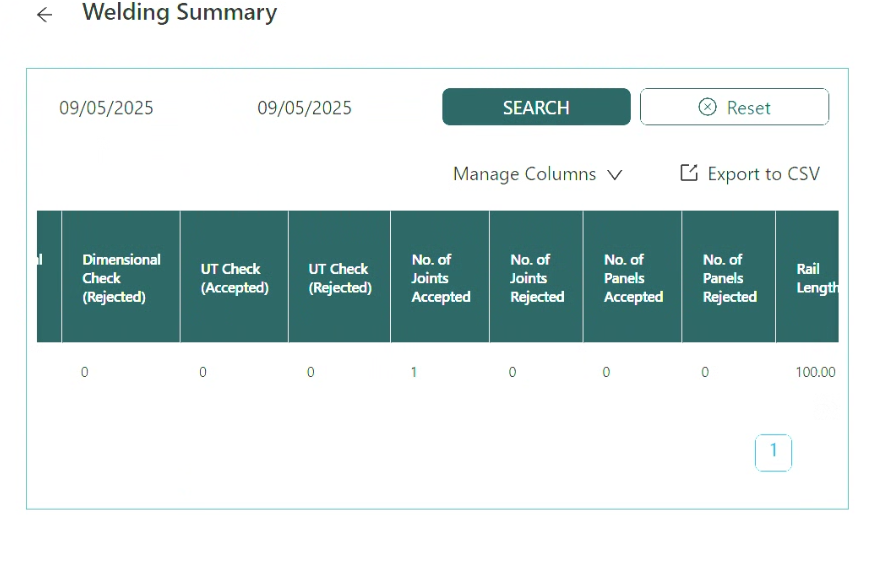 Welding Summary
09/05/2025 09/05/2025 SEARCH Reset
Manage Columns Export to CSV
Dimensional Check (Rejected) UT Check (Accepted) UT Check (Rejected) No. of Joints Accepted No. of Joints Rejected No. of Panels Accepted No. of Panels Rejected Rail Length
0 0 0 1 0 0 0 100.00
1